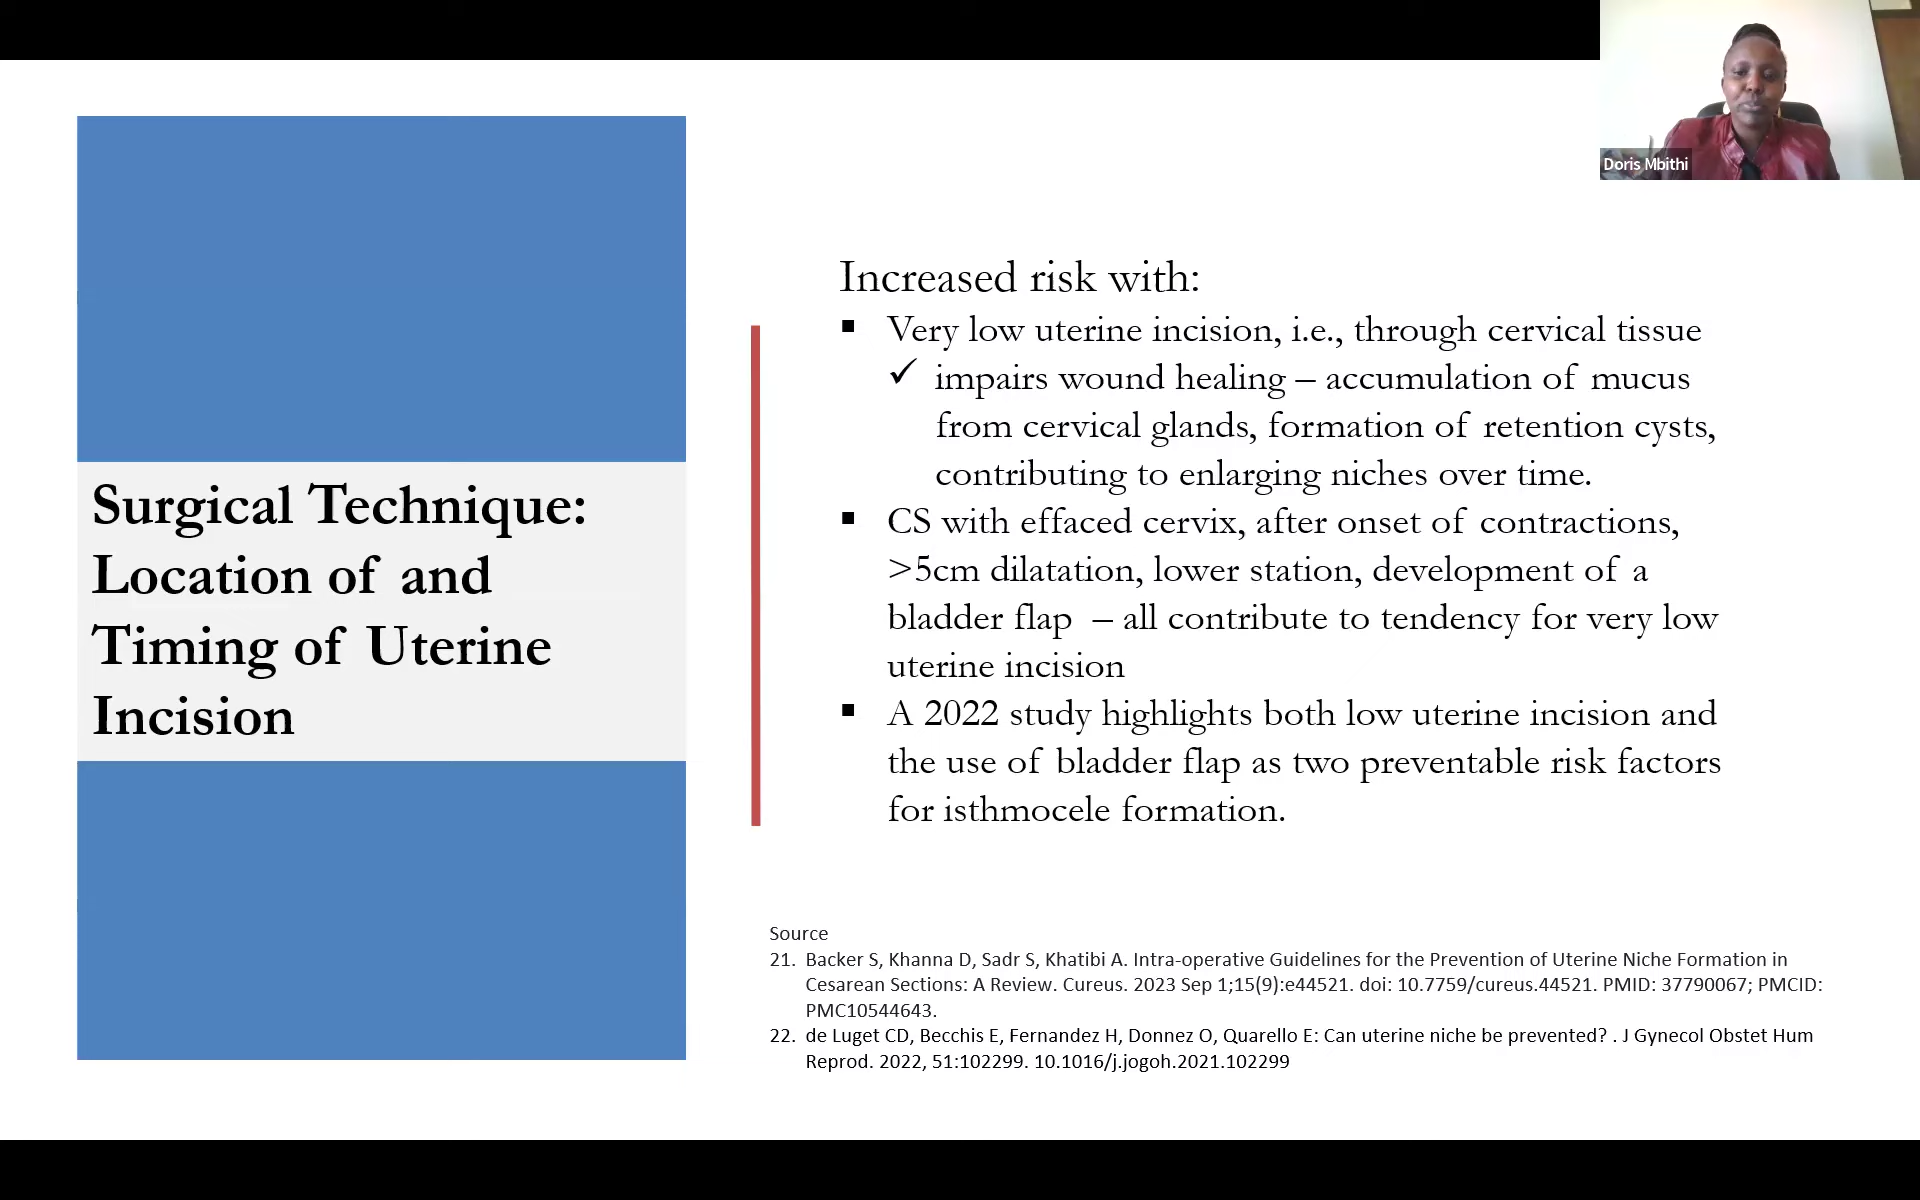 Doris Mbithi
Surgical Technique:
Location of and
Timing of Uterine
Incision
Increased risk with:
▪ Very low uterine incision, i.e., through cervical tissue
✓ impairs wound healing – accumulation of mucus
from cervical glands, formation of retention cysts,
contributing to enlarging niches over time.
▪ CS with effaced cervix, after onset of contractions,
>5cm dilatation, lower station, development of a
bladder flap – all contribute to tendency for very low
uterine incision
▪ A 2022 study highlights both low uterine incision and
the use of bladder flap as two preventable risk factors
for isthmocele formation.
Source
21. Backer S, Khanna D, Sadr S, Khatibi A. Intra-operative Guidelines for the Prevention of Uterine Niche Formation in
Cesarean Sections: A Review. Cureus. 2023 Sep 1;15(9):e44521. doi: 10.7759/cureus.44521. PMID: 37790067; PMCID:
PMC10544643.
22. de Luget CD, Becchis E, Fernandez H, Donnez O, Quarello E: Can uterine niche be prevented? . J Gynecol Obstet Hum
Reprod. 2022, 51:102299. 10.1016/j.jogoh.2021.102299